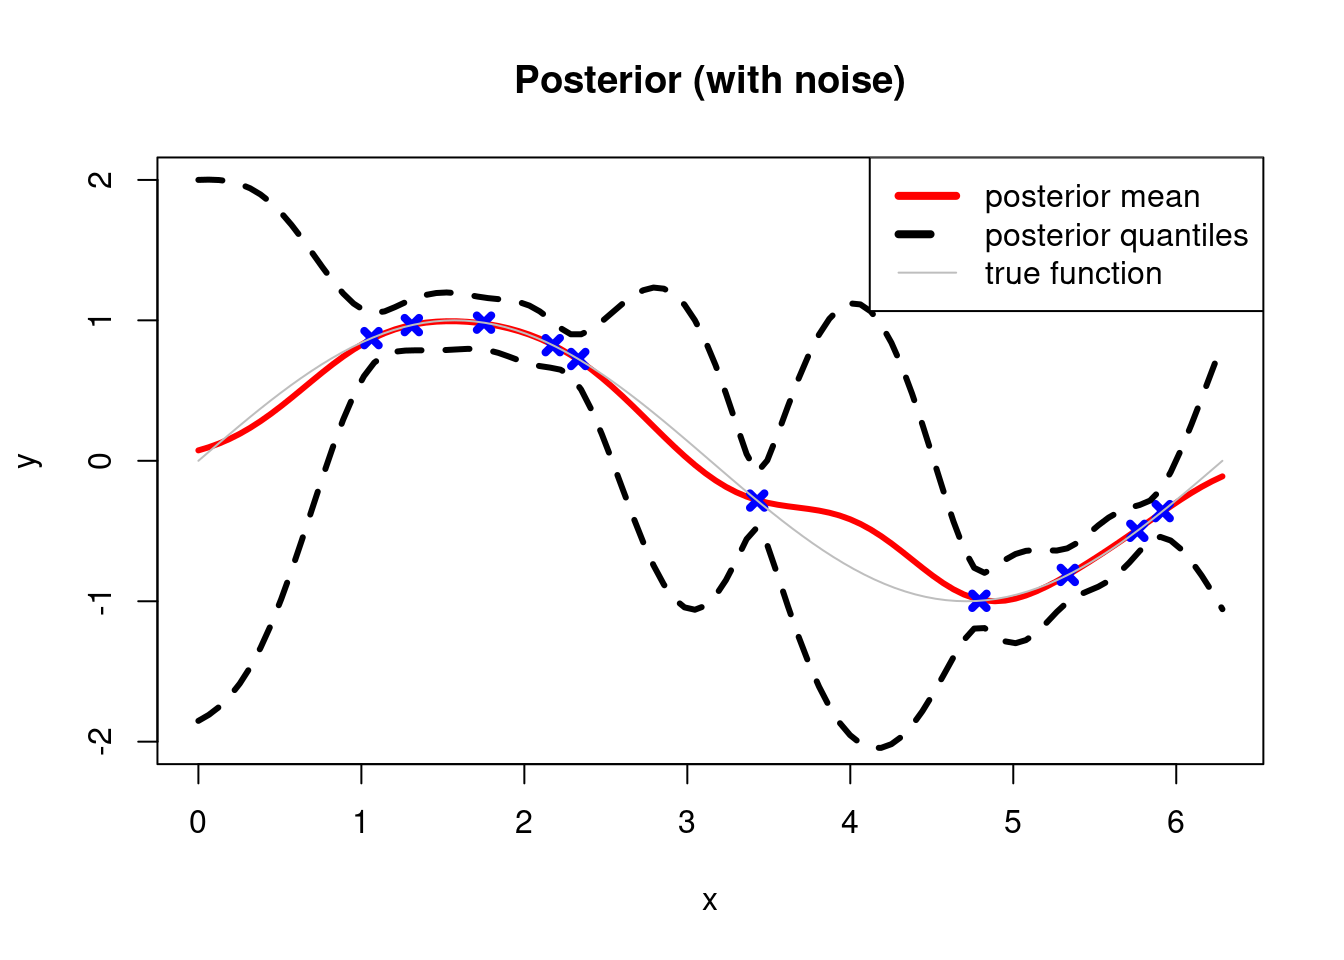 Posterior (with noise)
posterior mean
posterior quantiles
true function
y
2
1
0
-1
-2
0 1 2 3 4 5 6
x